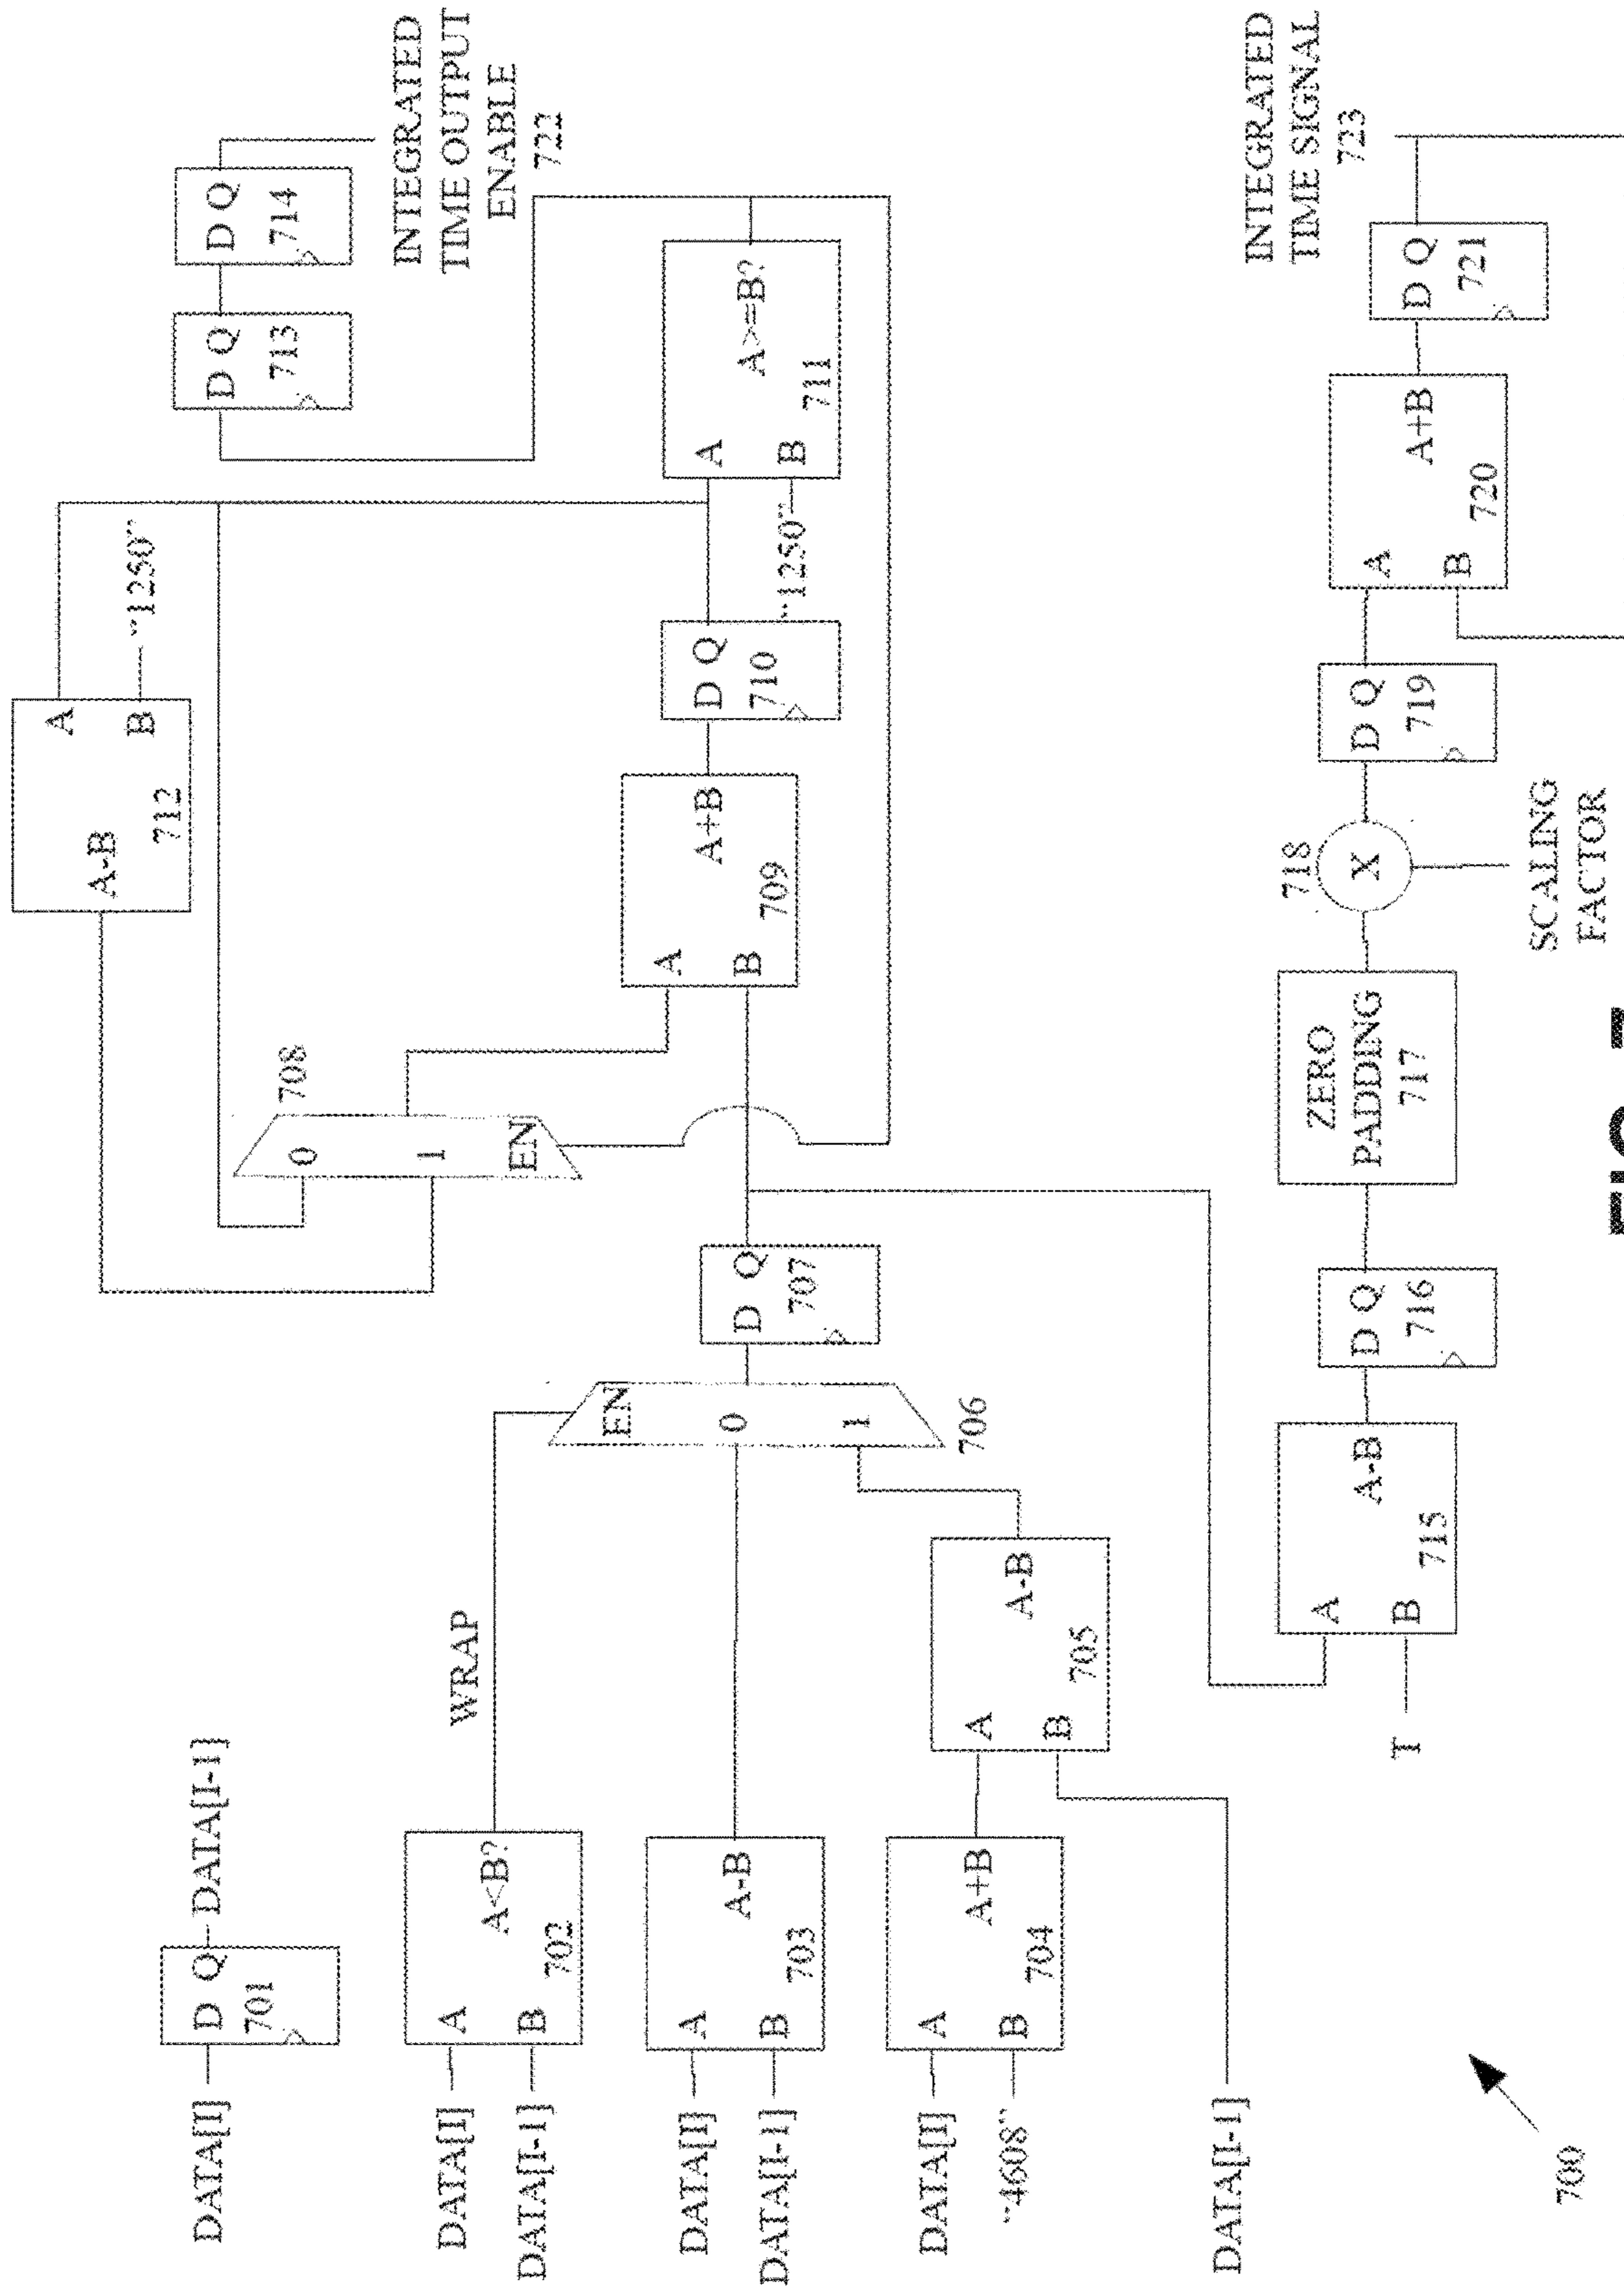 DATA[I]
D Q
701
DATA[I-1]
DATA[I]
DATA[I-1]
A
B
A<B?
702
WRAP
DATA[I]
DATA[I-1]
A
B
A-B
703
DATA[I]
"4608"
A
B
A+B
704
DATA[I-1]
A
B
A-B
705
EN
0
1
706
D Q
707
0
1
EN
708
A
B
A+B
709
D Q
710
"1250"
A
B
A>=B?
711
A
B
"1250"
A-B
712
D Q
713
D Q
714
INTEGRATED
TIME OUTPUT
ENABLE
722
T
A
B
A-B
715
D Q
716
ZERO
PADDING
717
718
X
SCALING
FACTOR
D Q
719
A
B
A+B
720
D Q
721
INTEGRATED
TIME SIGNAL
723
700